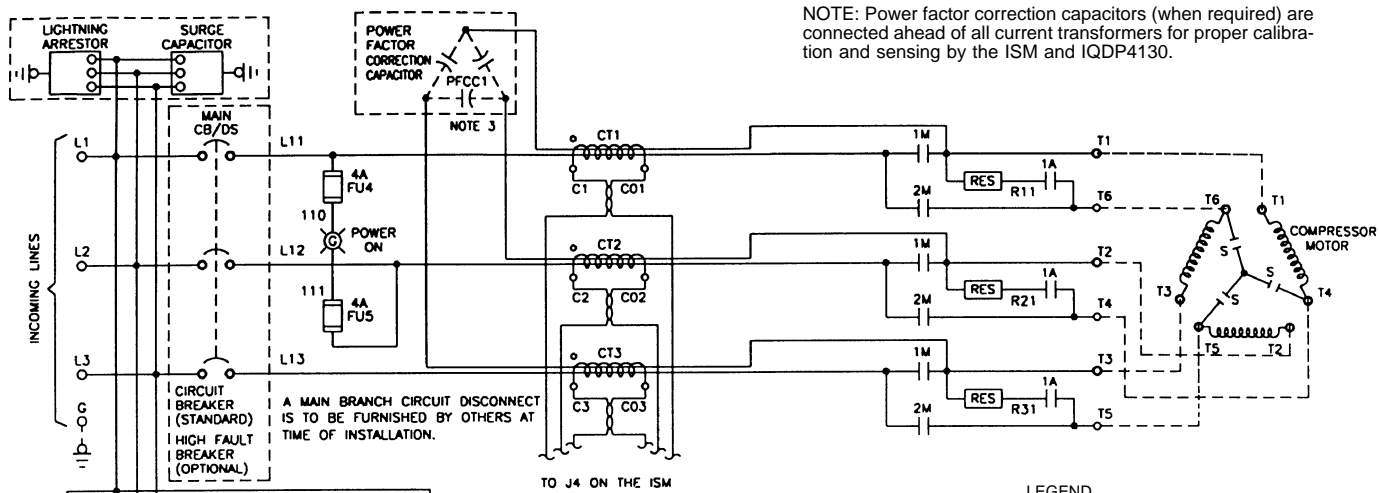 NOTE: Power factor correction capacitors (when required) are
connected ahead of all current transformers for proper calibra-
tion and sensing by the ISM and IQDP4130.
LIGHTNING
ARRESTOR
SURGE
CAPACITOR
POWER
FACTOR
CORRECTION
CAPACITOR
PFCC1
NOTE 3
MAIN
CB/DS
INCOMING LINES
L1
L2
L3
G
L11
L12
L13
4A
FU4
110
G
POWER
ON
111
4A
FU5
CIRCUIT
BREAKER
(STANDARD)
HIGH FAULT
BREAKER
(OPTIONAL)
A MAIN BRANCH CIRCUIT DISCONNECT
IS TO BE FURNISHED BY OTHERS AT
TIME OF INSTALLATION.
CT1
C1
C01
CT2
C2
C02
CT3
C3
C03
TO J4 ON THE ISM
1M
RES
R11
1A
2M
T1
T6
1M
RES
R21
1A
2M
T2
T4
1M
RES
R31
1A
2M
T3
T5
T6
T1
COMPRESSOR
MOTOR
S
S
S
T3
T4
T5
T2
LEGEND